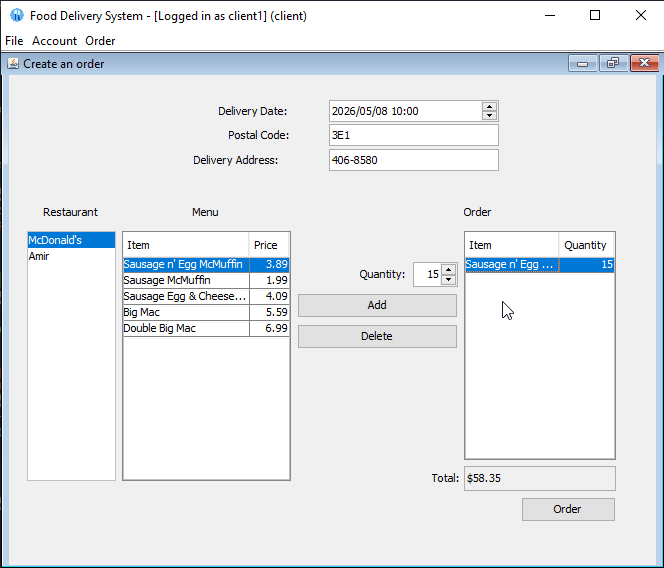 Food Delivery System - [Logged in as client1] (client)
File Account Order
Create an order
Delivery Date: 2026/05/08 10:00
Postal Code: 3E1
Delivery Address: 406-8580
Restaurant Menu Order
McDonald's
Amir
Item Price
Sausage n' Egg McMuffin 3.89
Sausage McMuffin 1.99
Sausage Egg & Cheese... 4.09
Big Mac 5.59
Double Big Mac 6.99
Quantity: 15
Add
Delete
Item Quantity
Sausage n' Egg ... 15
Total: $58.35
Order